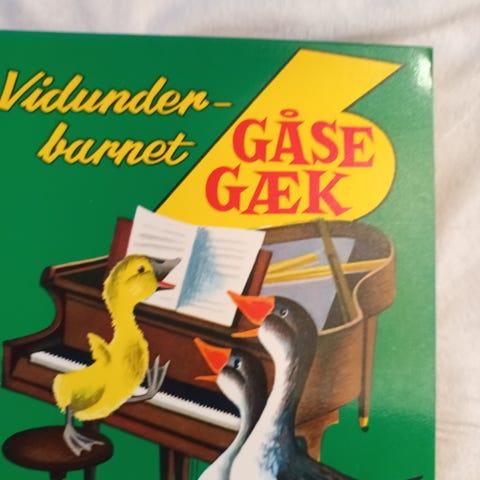 Vidunder-
barnet
GÅSE
GÆK